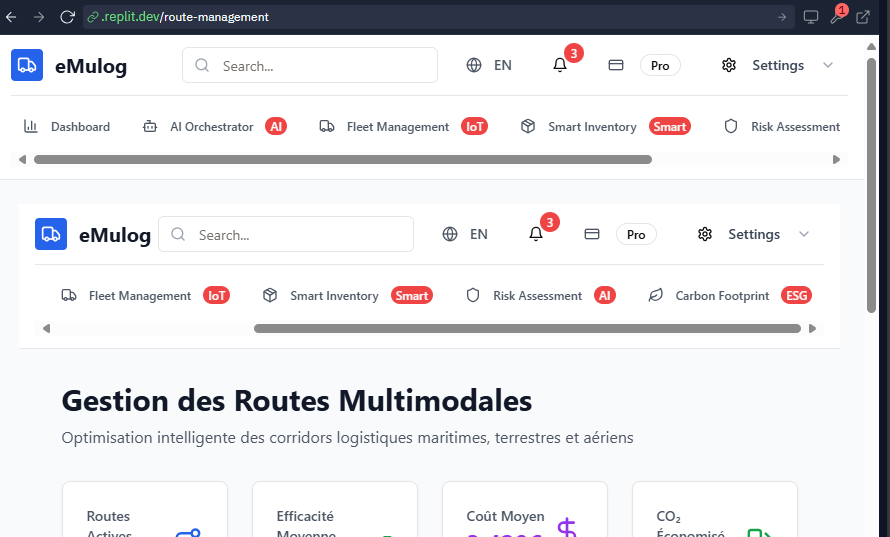 .replit.dev/route-management
1
eMulog
Search...
EN
3
Pro
Settings
Dashboard
AI Orchestrator AI
Fleet Management IoT
Smart Inventory Smart
Risk Assessment
eMulog
Search...
EN
3
Pro
Settings
Fleet Management IoT
Smart Inventory Smart
Risk Assessment AI
Carbon Footprint ESG
Gestion des Routes Multimodales
Optimisation intelligente des corridors logistiques maritimes, terrestres et aériens
Routes
Actives
Efficacité
Moyenne
Coût Moyen
CO₂
Économisé